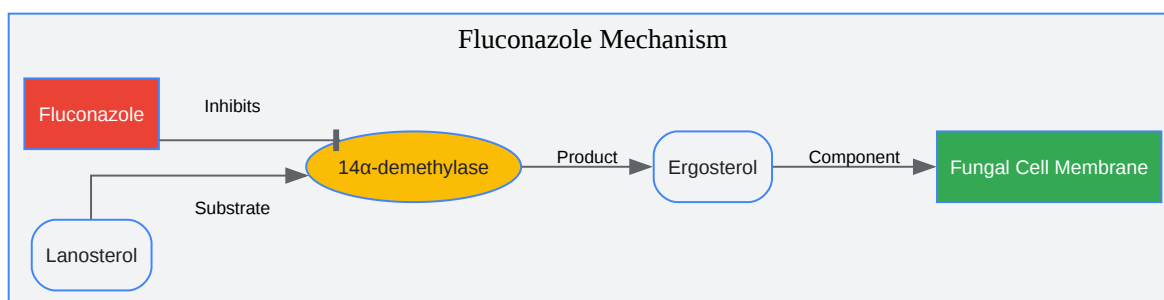 Fluconazole Mechanism
Fluconazole
Inhibits
14α-demethylase
Product
Ergosterol
Component
Fungal Cell Membrane
Substrate
Lanosterol